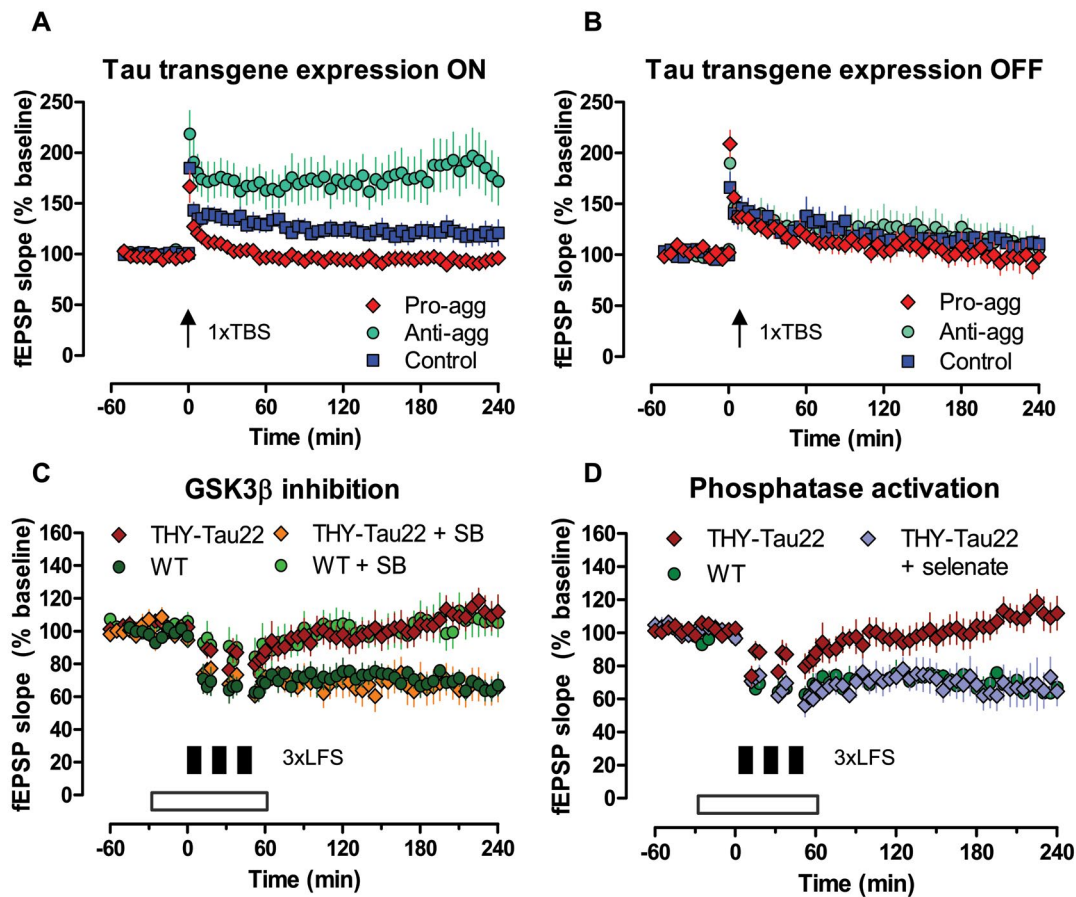 A
Tau transgene expression ON
fEPSP slope (% baseline)
250
200
150
100
50
0
1xTBS
Pro-agg
Anti-agg
Control
-60 0 60 120 180 240
Time (min)
B
Tau transgene expression OFF
fEPSP slope (% baseline)
250
200
150
100
50
0
1xTBS
Pro-agg
Anti-agg
Control
-60 0 60 120 180 240
Time (min)
C
GSK3β inhibition
fEPSP slope (% baseline)
160
140
120
100
80
60
40
20
0
THY-Tau22
WT
THY-Tau22 + SB
WT + SB
3xLFS
-60 0 60 120 180 240
Time (min)
D
Phosphatase activation
fEPSP slope (% baseline)
160
140
120
100
80
60
40
20
0
THY-Tau22
WT
THY-Tau22
+ selenate
3xLFS
-60 0 60 120 180 240
Time (min)